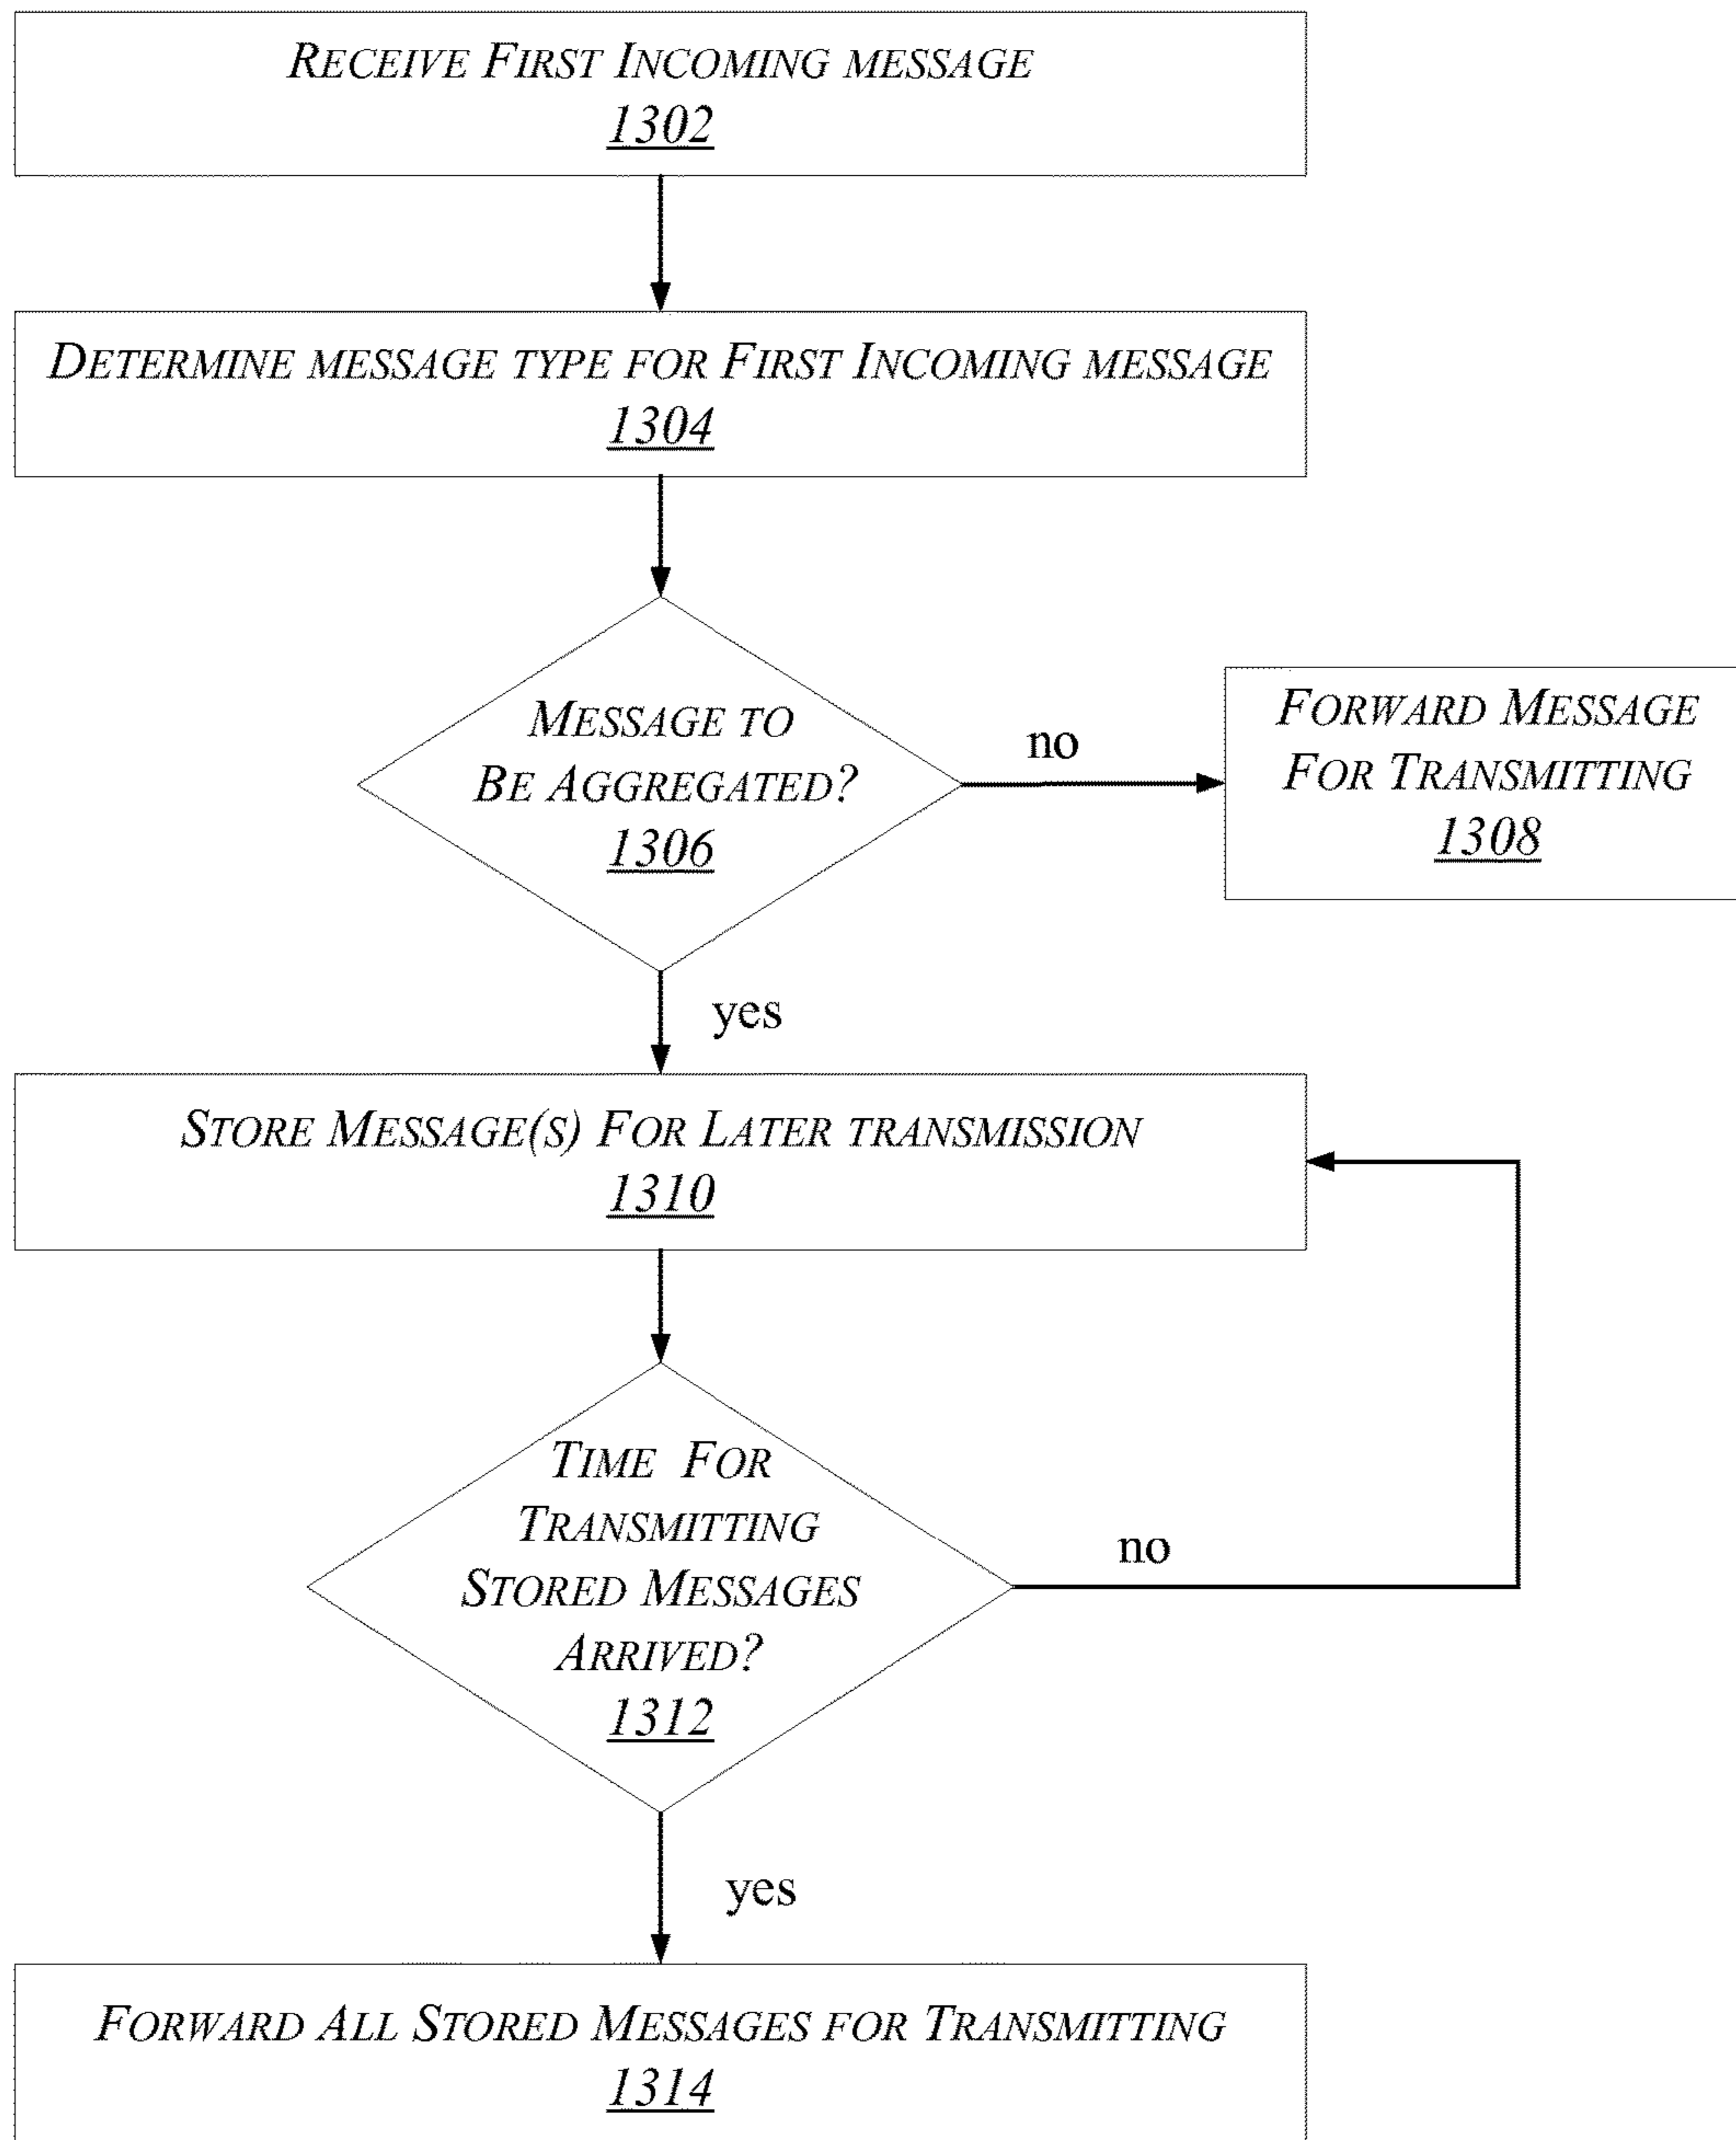 RECEIVE FIRST INCOMING MESSAGE
1302
DETERMINE MESSAGE TYPE FOR FIRST INCOMING MESSAGE
1304
MESSAGE TO
BE AGGREGATED?
1306
no
FORWARD MESSAGE
FOR TRANSMITTING
1308
yes
STORE MESSAGE(S) FOR LATER TRANSMISSION
1310
TIME FOR
TRANSMITTING
STORED MESSAGES
ARRIVED?
1312
no
yes
FORWARD ALL STORED MESSAGES FOR TRANSMITTING
1314